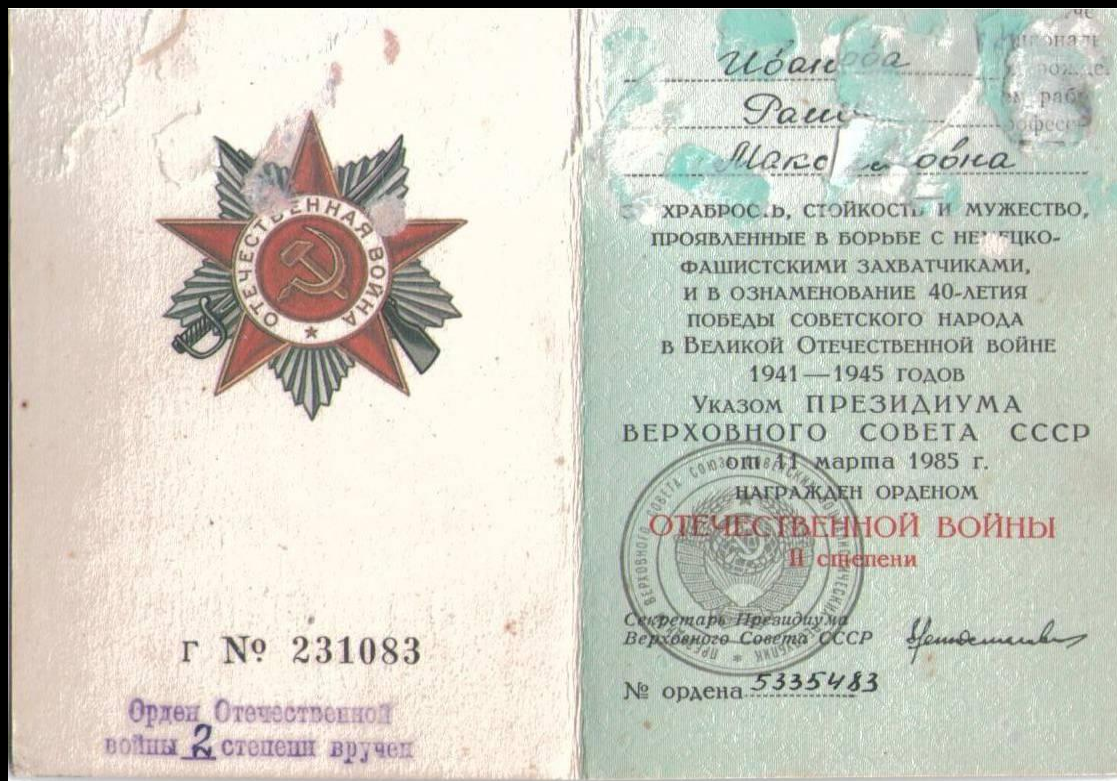 ОТЕЧЕСТВЕННАЯ ВОЙНА
Г № 231083
Орден Отечественной
войны 2 степени вручен
Иванова
ХРАБРОСТЬ, СТОЙКОСТЬ И МУЖЕСТВО,
ПРОЯВЛЕННЫЕ В БОРЬБЕ С НЕМЕЦКО-
ФАШИСТСКИМИ ЗАХВАТЧИКАМИ,
И В ОЗНАМЕНОВАНИЕ 40-ЛЕТИЯ
ПОБЕДЫ СОВЕТСКОГО НАРОДА
В ВЕЛИКОЙ ОТЕЧЕСТВЕННОЙ ВОЙНЕ
1941—1945 ГОДОВ
УКАЗОМ ПРЕЗИДИУМА
ВЕРХОВНОГО СОВЕТА СССР
от 11 марта 1985 г.
НАГРАЖДЕН ОРДЕНОМ
ОТЕЧЕСТВЕННОЙ ВОЙНЫ
II степени
Секретарь Президиума
Верховного Совета СССР
№ ордена 5335483